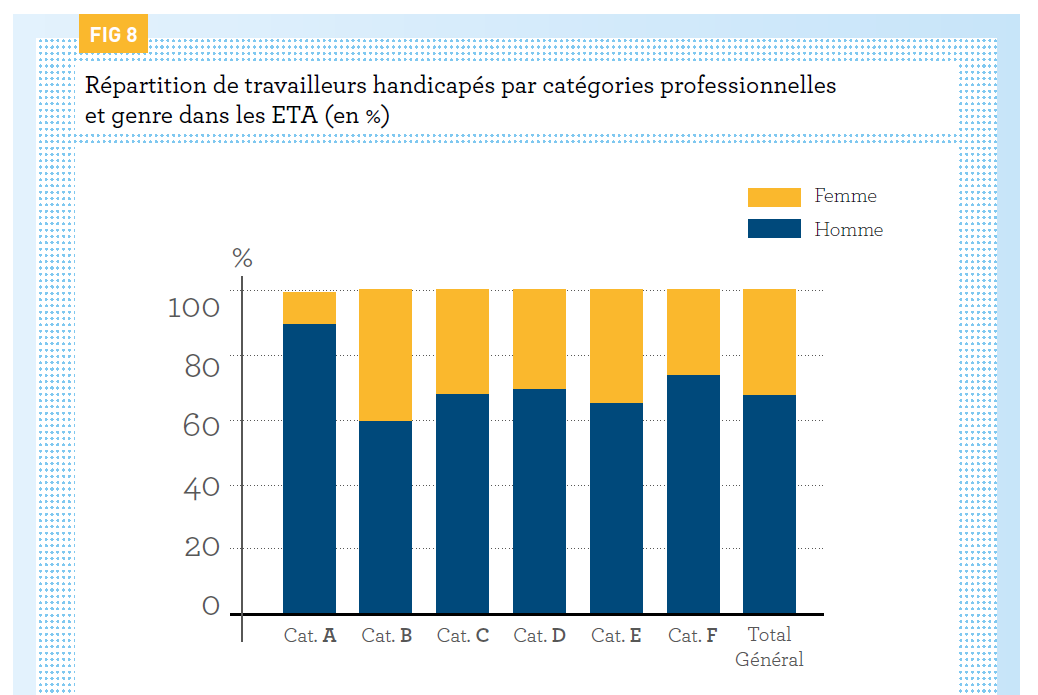 FIG 8
Répartition de travailleurs handicapés par catégories professionnelles
et genre dans les ETA (en %)
Femme
Homme
%
100
80
60
40
20
0
Cat. A Cat. B Cat. C Cat. D Cat. E Cat. F Total
Général